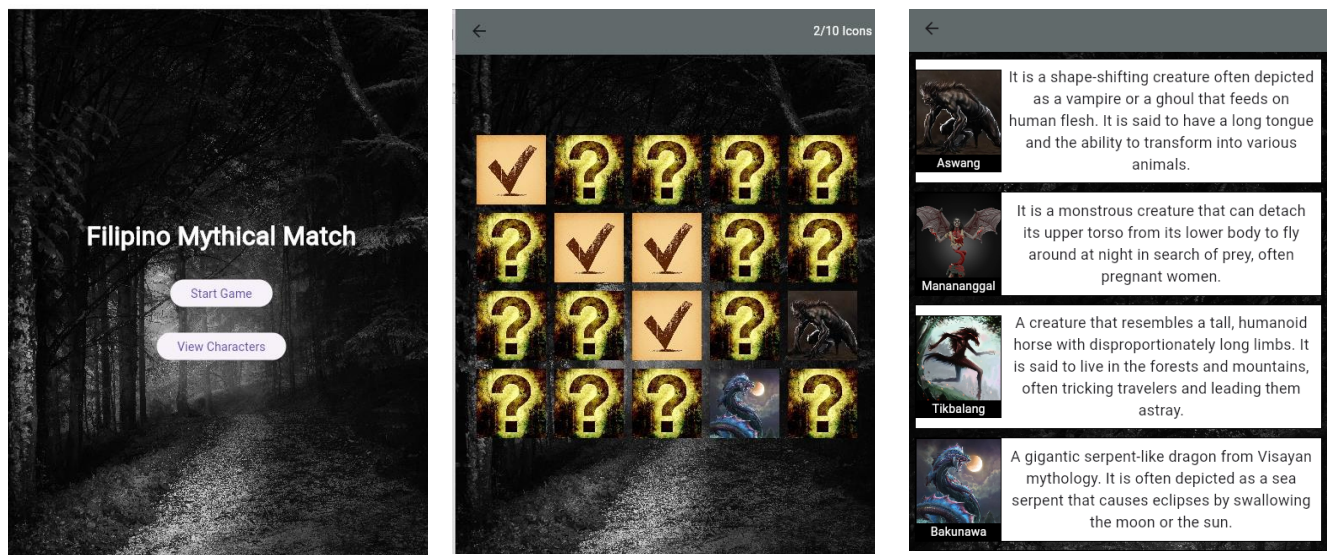 Filipino Mythical Match
Start Game
View Characters
2/10 Icons
?
?
?
?
?
?
?
?
?
?
?
?
?
?
It is a shape-shifting creature often depicted
as a vampire or a ghoul that feeds on
human flesh. It is said to have a long tongue
and the ability to transform into various
animals.
Aswang
It is a monstrous creature that can detach
its upper torso from its lower body to fly
around at night in search of prey, often
pregnant women.
Manananggal
A creature that resembles a tall, humanoid
horse with disproportionately long limbs. It
is said to live in the forests and mountains,
often tricking travelers and leading them
astray.
Tikbalang
A gigantic serpent-like dragon from Visayan
mythology. It is often depicted as a sea
serpent that causes eclipses by swallowing
the moon or the sun.
Bakunawa